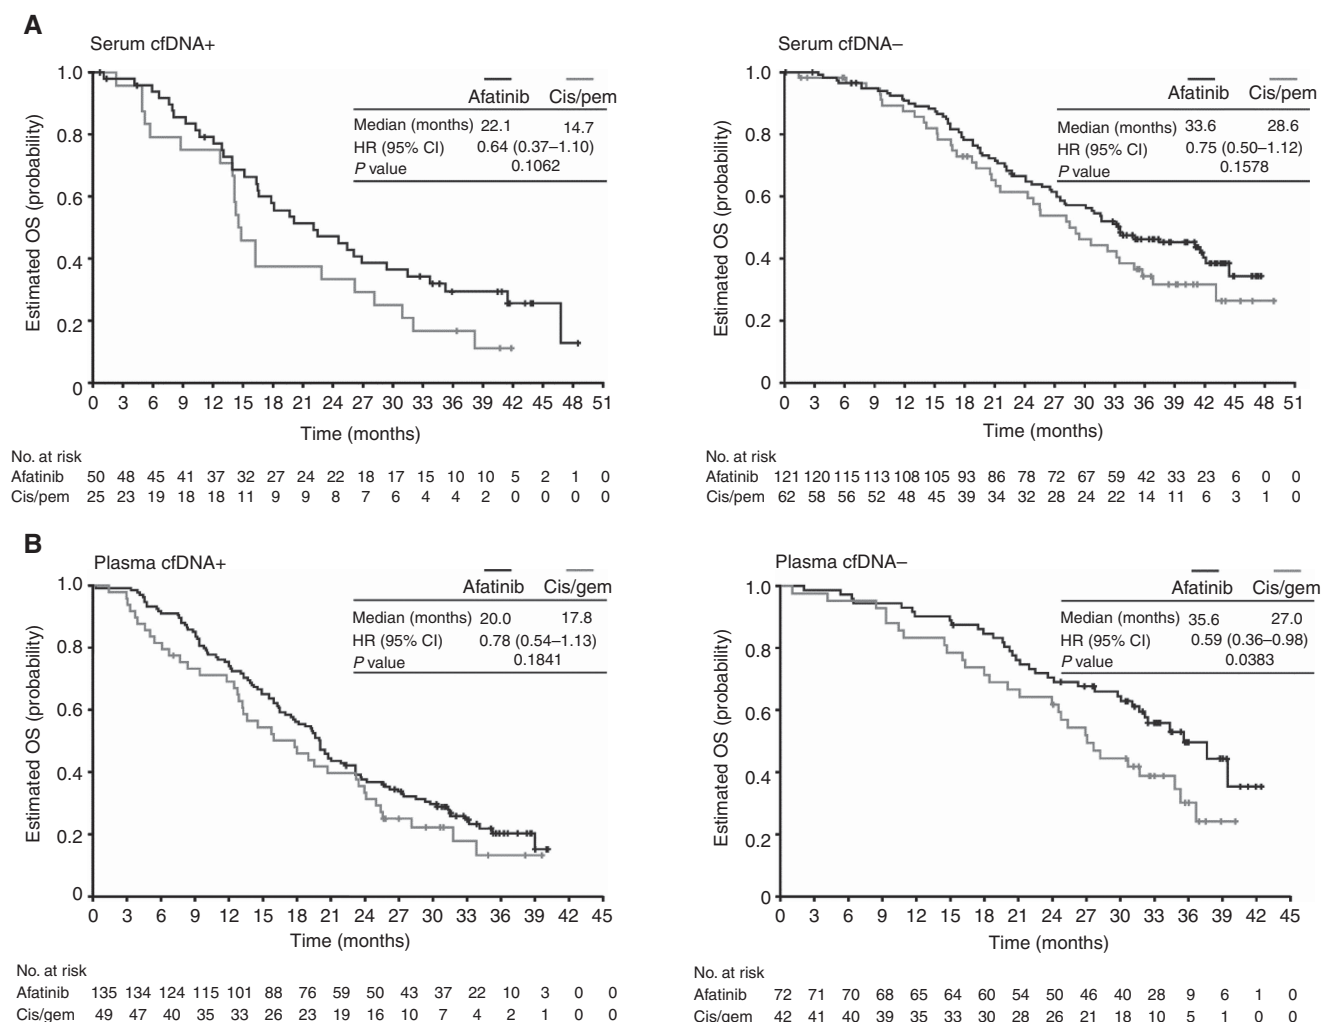 A
Serum cfDNA+
Afatinib Cis/pem
Median (months) 22.1 14.7
HR (95% CI) 0.64 (0.37–1.10)
P value 0.1062
Estimated OS (probability)
1.0
0.8
0.6
0.4
0.2
0
0 3 6 9 12 15 18 21 24 27 30 33 36 39 42 45 48 51
Time (months)
No. at risk
Afatinib 50 48 45 41 37 32 27 24 22 18 17 15 10 10 5 2 1 0
Cis/pem 25 23 19 18 18 11 9 9 8 7 6 4 4 2 0 0 0 0
Serum cfDNA–
Afatinib Cis/pem
Median (months) 33.6 28.6
HR (95% CI) 0.75 (0.50–1.12)
P value 0.1578
Estimated OS (probability)
1.0
0.8
0.6
0.4
0.2
0
0 3 6 9 12 15 18 21 24 27 30 33 36 39 42 45 48 51
Time (months)
No. at risk
Afatinib 121 120 115 113 108 105 93 86 78 72 67 59 42 33 23 6 0 0
Cis/pem 62 58 56 52 48 45 39 34 32 28 24 22 14 11 6 3 1 0
B
Plasma cfDNA+
Afatinib Cis/gem
Median (months) 20.0 17.8
HR (95% CI) 0.78 (0.54–1.13)
P value 0.1841
Estimated OS (probability)
1.0
0.8
0.6
0.4
0.2
0
0 3 6 9 12 15 18 21 24 27 30 33 36 39 42 45
Time (months)
No. at risk
Afatinib 135 134 124 115 101 88 76 59 50 43 37 22 10 3 0 0
Cis/gem 49 47 40 35 33 26 23 19 16 10 7 4 2 1 0 0
Plasma cfDNA–
Afatinib Cis/gem
Median (months) 35.6 27.0
HR (95% CI) 0.59 (0.36–0.98)
P value 0.0383
Estimated OS (probability)
1.0
0.8
0.6
0.4
0.2
0
0 3 6 9 12 15 18 21 24 27 30 33 36 39 42 45
Time (months)
No. at risk
Afatinib 72 71 70 68 65 64 60 54 50 46 40 28 9 6 1 0
Cis/gem 42 41 40 39 35 33 30 28 26 21 18 10 5 1 0 0